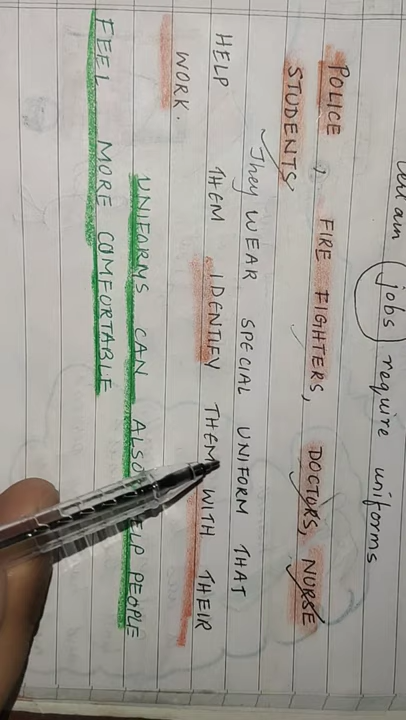 jobs require uniforms
POLICE, FIRE FIGHTERS, DOCTORS, NURSE
STUDENTS
They WEAR SPECIAL UNIFORM THAT
HELP THEM IDENTIFY THEM WITH THEIR
WORK.
UNIFORMS CAN ALSO HELP PEOPLE
FEEL MORE COMFORTABLE